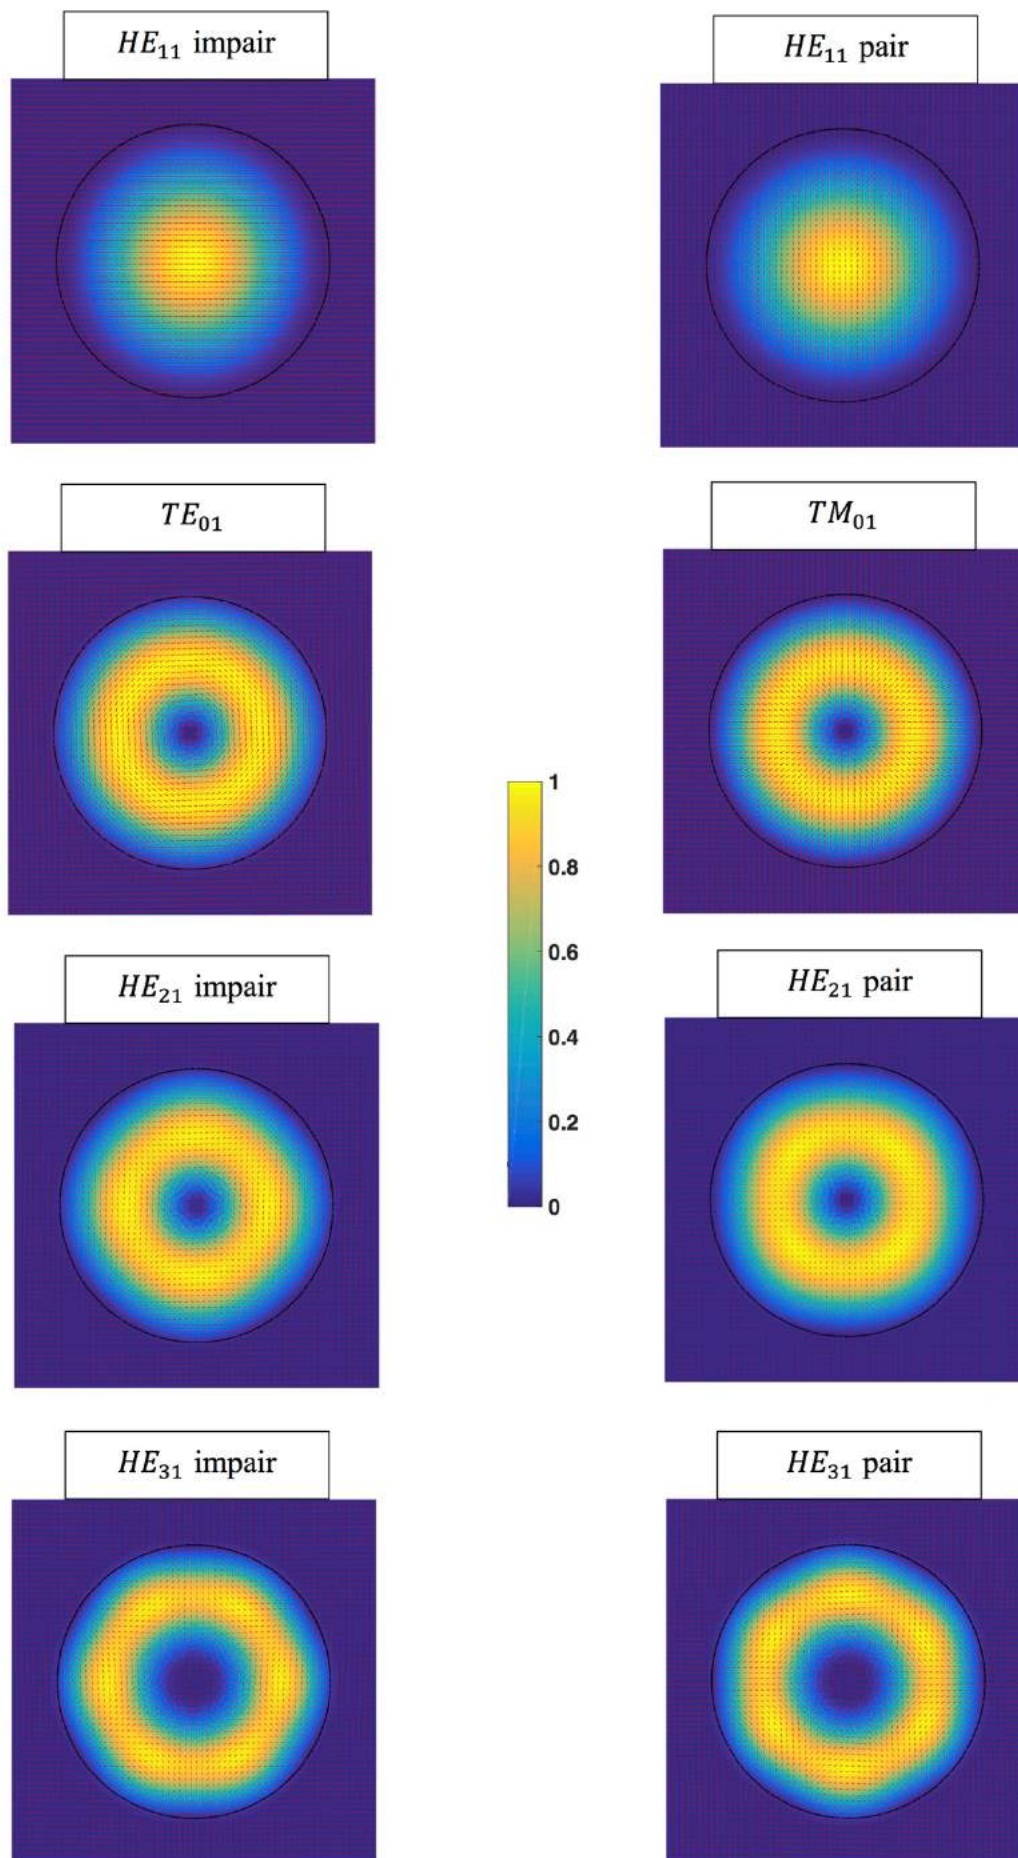 HE₁₁ impair
HE₁₁ pair
TE₀₁
TM₀₁
1
0.8
0.6
0.4
0.2
0
HE₂₁ impair
HE₂₁ pair
HE₃₁ impair
HE₃₁ pair